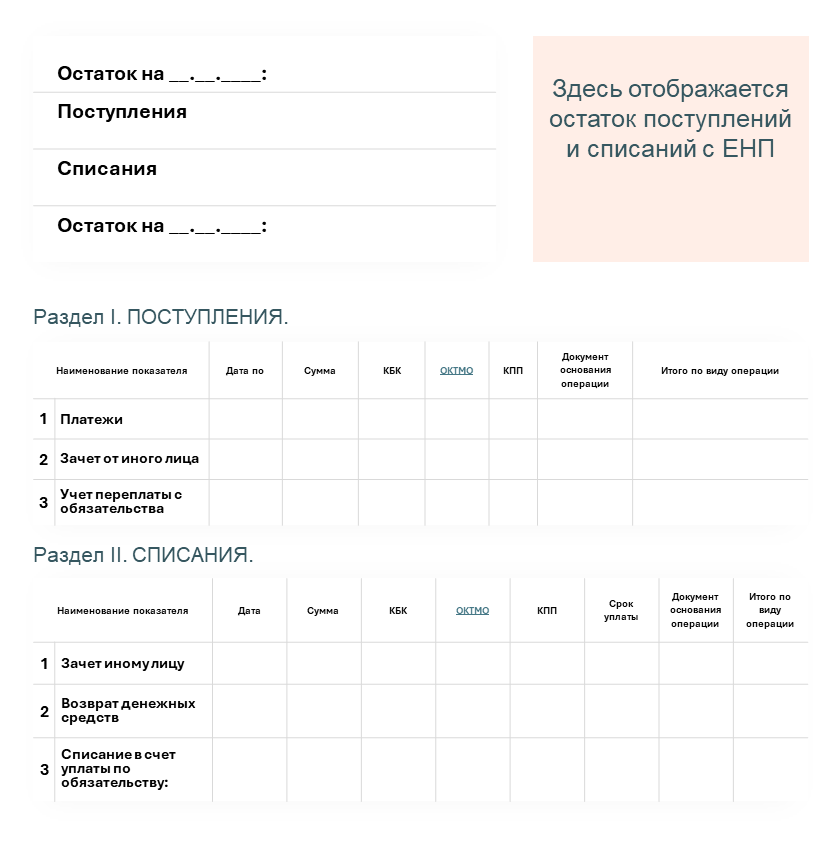 Остаток на __.__.____:
Поступления
Списания
Остаток на __.__.____:
Здесь отображается
остаток поступлений
и списаний с ЕНП
Раздел I. ПОСТУПЛЕНИЯ.
Наименование показателя
Дата по
Сумма
КБК
ОКТМО
КПП
Документ
основания
операции
Итого по виду операции
1 Платежи
2 Зачет от иного лица
3 Учет переплаты с
обязательства
Раздел II. СПИСАНИЯ.
Наименование показателя
Дата
Сумма
КБК
ОКТМО
КПП
Срок
уплаты
Документ
основания
операции
Итого по
виду
операции
1 Зачет иному лицу
2 Возврат денежных
средств
3 Списание в счет
уплаты по
обязательству: